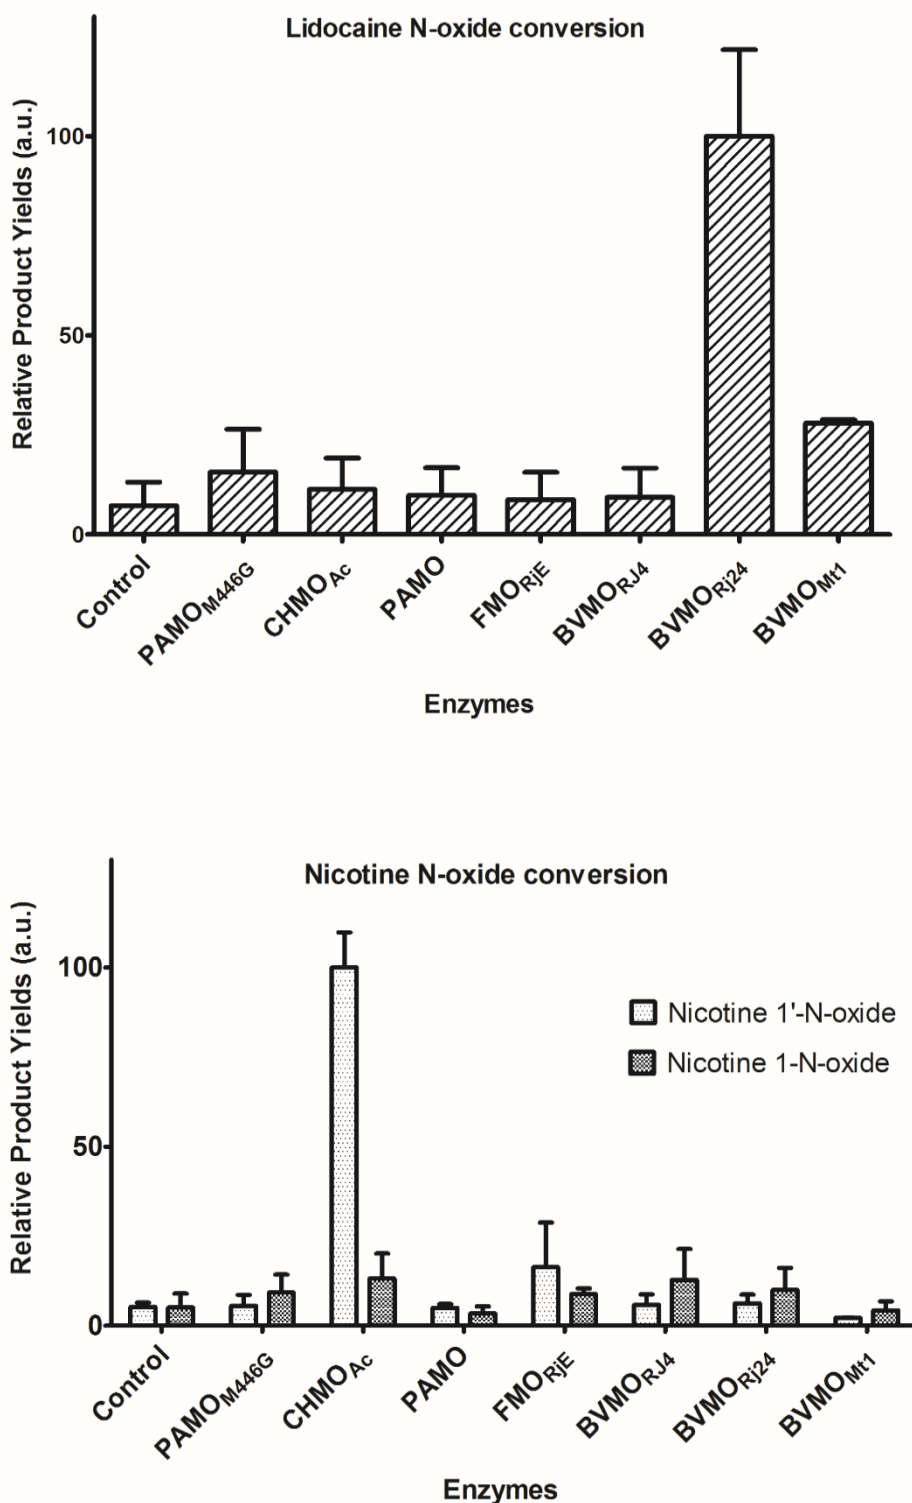 Lidocaine N-oxide conversion
Relative Product Yields (a.u.)
100
50
0
Control
PAMOM446G
CHMOAc
PAMO
FMORjE
BVMORJ4
BVMORj24
BVMOMt1
Enzymes
Nicotine N-oxide conversion
Relative Product Yields (a.u.)
100
50
0
Nicotine 1'-N-oxide
Nicotine 1-N-oxide
Control
PAMOM446G
CHMOAc
PAMO
FMORjE
BVMORJ4
BVMORj24
BVMOMt1
Enzymes